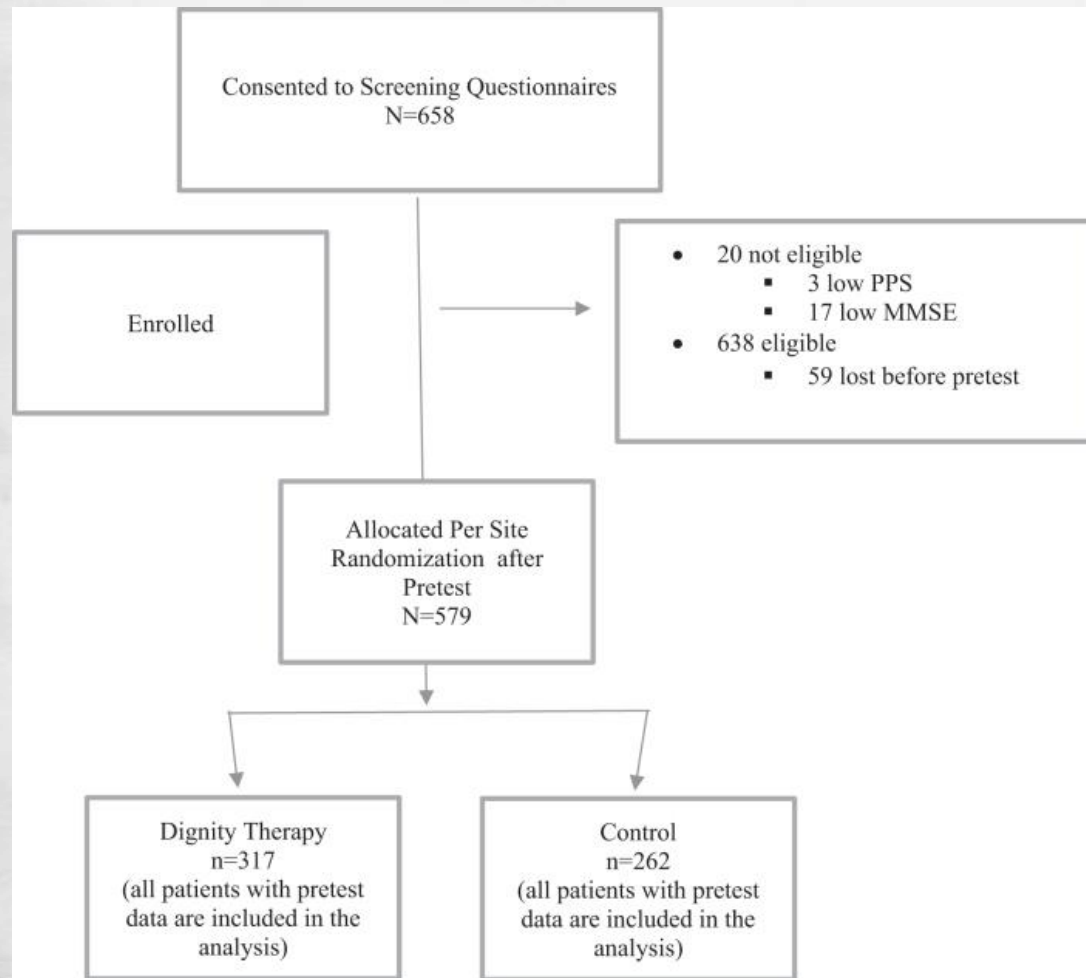 Consented to Screening Questionnaires
N=658
Enrolled
• 20 not eligible
▪ 3 low PPS
▪ 17 low MMSE
• 638 eligible
▪ 59 lost before pretest
Allocated Per Site
Randomization after
Pretest
N=579
Dignity Therapy
n=317
(all patients with pretest
data are included in the
analysis)
Control
n=262
(all patients with pretest
data are included in the
analysis)